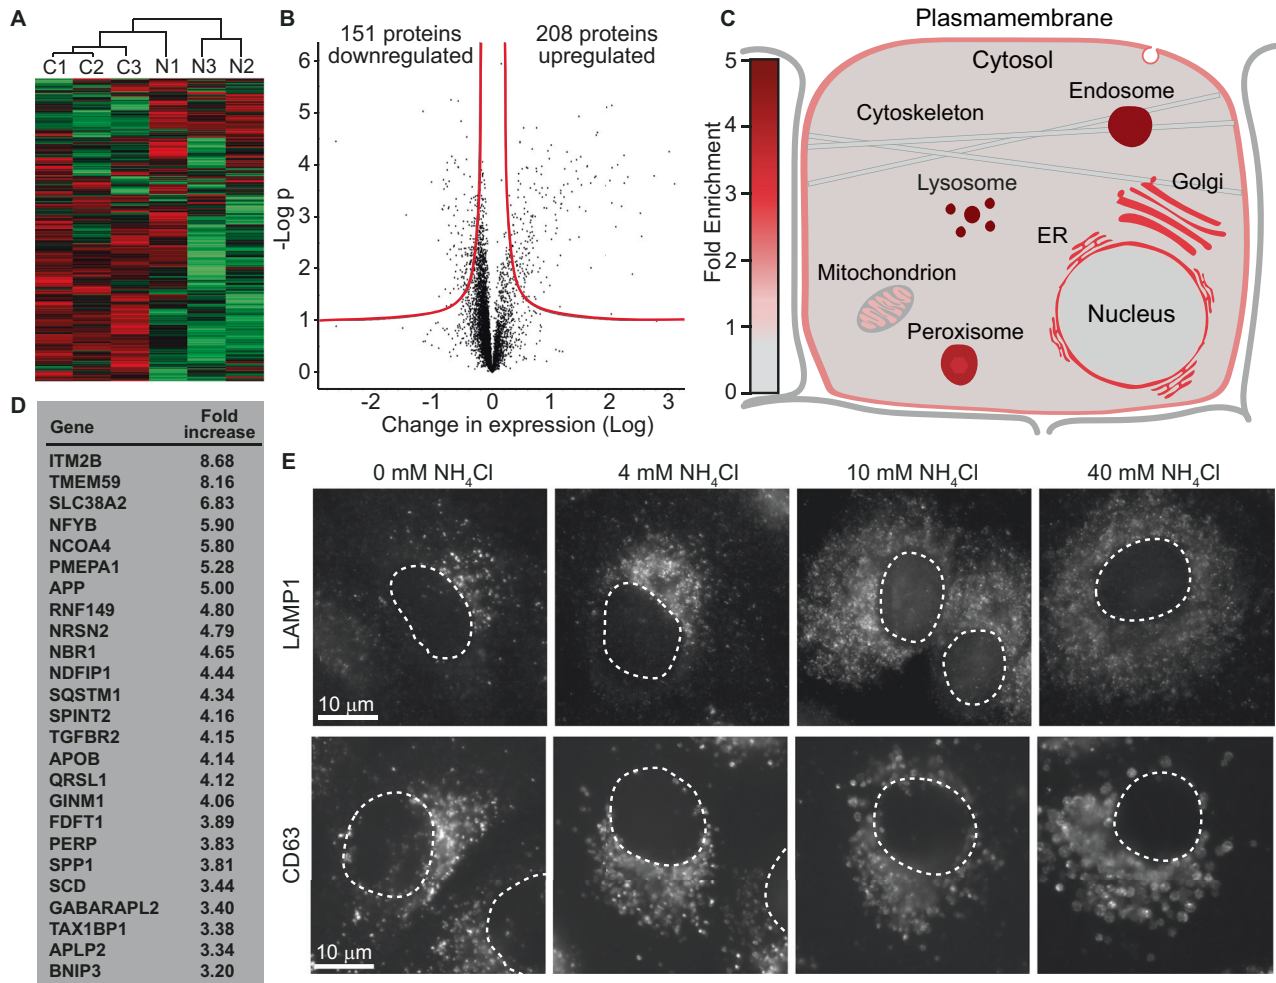 A
C1 C2 C3 N1 N3 N2
B
151 proteins
downregulated
208 proteins
upregulated
-Log p
6
5
4
3
2
1
0
-2 -1 0 1 2 3
Change in expression (Log)
C
Plasmamembrane
Cytosol
Endosome
Cytoskeleton
Lysosome
Golgi
ER
Mitochondrion
Nucleus
Peroxisome
Fold Enrichment
5
4
3
2
1
0
D
Gene Fold increase
ITM2B 8.68
TMEM59 8.16
SLC38A2 6.83
NFYB 5.90
NCOA4 5.80
PMEPA1 5.28
APP 5.00
RNF149 4.80
NRSN2 4.79
NBR1 4.65
NDFIP1 4.44
SQSTM1 4.34
SPINT2 4.16
TGFBR2 4.15
APOB 4.14
QRSL1 4.12
GINM1 4.06
FDFT1 3.89
PERP 3.83
SPP1 3.81
SCD 3.44
GABARAPL2 3.40
TAX1BP1 3.38
APLP2 3.34
BNIP3 3.20
E
0 mM NH₄Cl 4 mM NH₄Cl 10 mM NH₄Cl 40 mM NH₄Cl
LAMP1
10 µm
CD63
10 µm